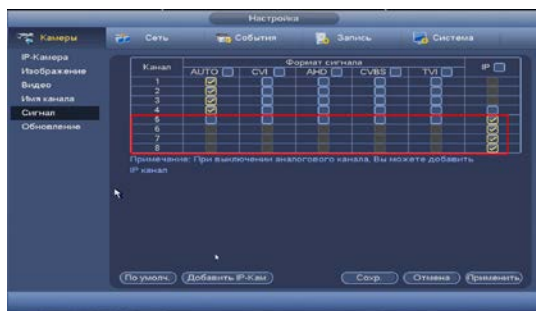 Настройка
Камеры Сеть События Запись Система
IP-Камера
Изображение
Видео
Имя канала
Сигнал
Обновление
Формат сигнала
Канал AUTO CVI AHD CVBS TVI IP
1
2
3
4
5
6
7
8
Примечание: При выключении аналогового канала, Вы можете добавить
IP канал
По умолч. Добавить IP-Кам Сохр. Отмена Применить